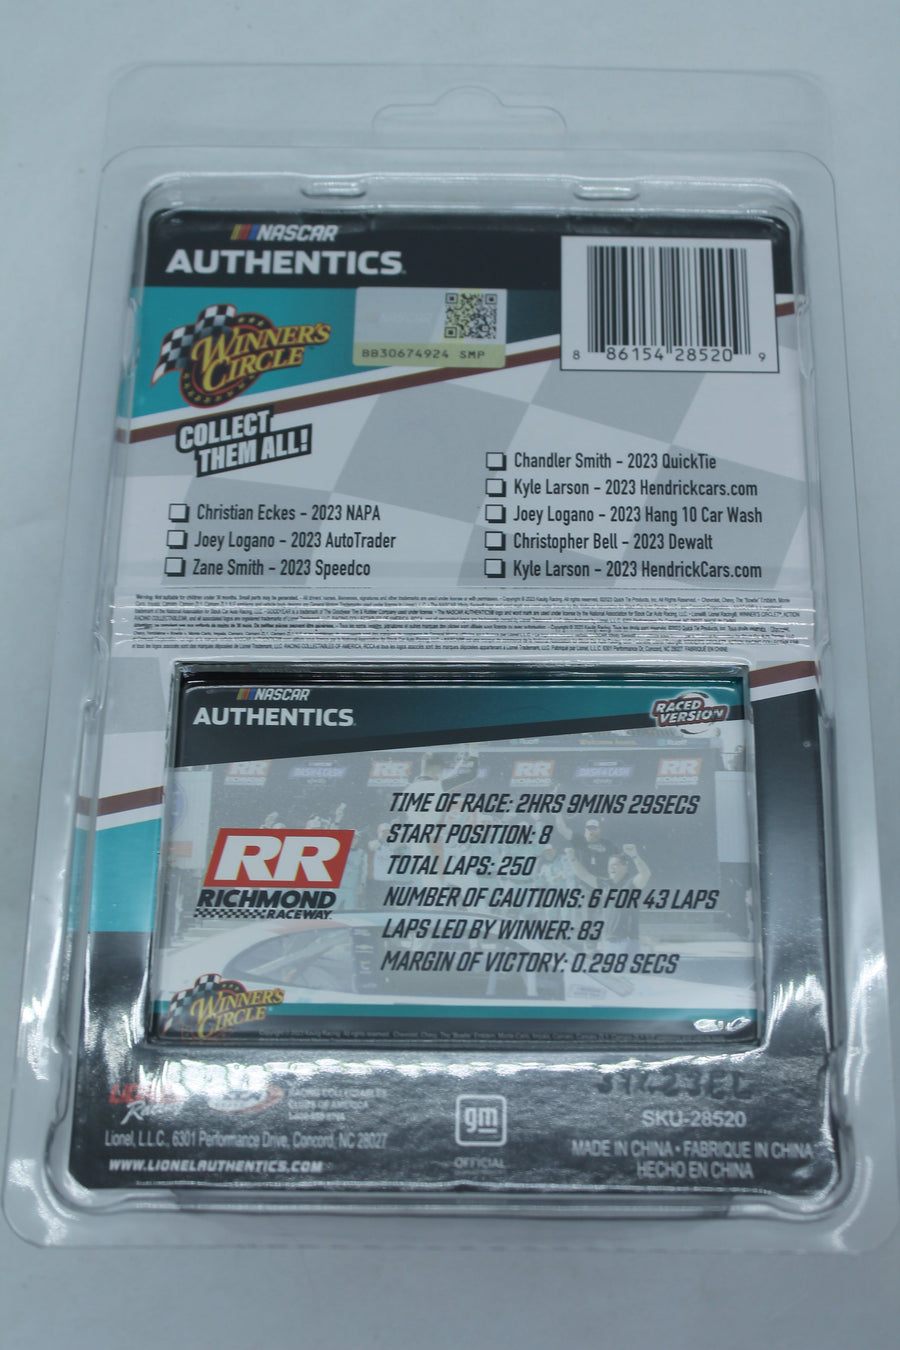 NASCAR
AUTHENTICS
WINNER'S
CIRCLE
BB30674924 SMP
8 86154 28520 9
COLLECT
THEM ALL!
Christian Eckes - 2023 NAPA
Joey Logano - 2023 AutoTrader
Zane Smith - 2023 Speedco
Chandler Smith - 2023 QuickTie
Kyle Larson - 2023 Hendrickcars.com
Joey Logano - 2023 Hang 10 Car Wash
Christopher Bell - 2023 Dewalt
Kyle Larson - 2023 HendrickCars.com
NASCAR
AUTHENTICS
RACED
VERSION
TIME OF RACE: 2HRS 9MINS 29SECS
START POSITION: 8
TOTAL LAPS: 250
NUMBER OF CAUTIONS: 6 FOR 43 LAPS
LAPS LED BY WINNER: 83
MARGIN OF VICTORY: 0.298 SECS
RR
RICHMOND
RACEWAY
WINNER'S
CIRCLE
Lionel, L.L.C., 6301 Performance Drive, Concord, NC 28027
WWW.LIONELAUTHENTICS.COM
gm
OFFICIAL
SKU-28520
MADE IN CHINA • FABRIQUE EN CHINA
HECHO EN CHINA